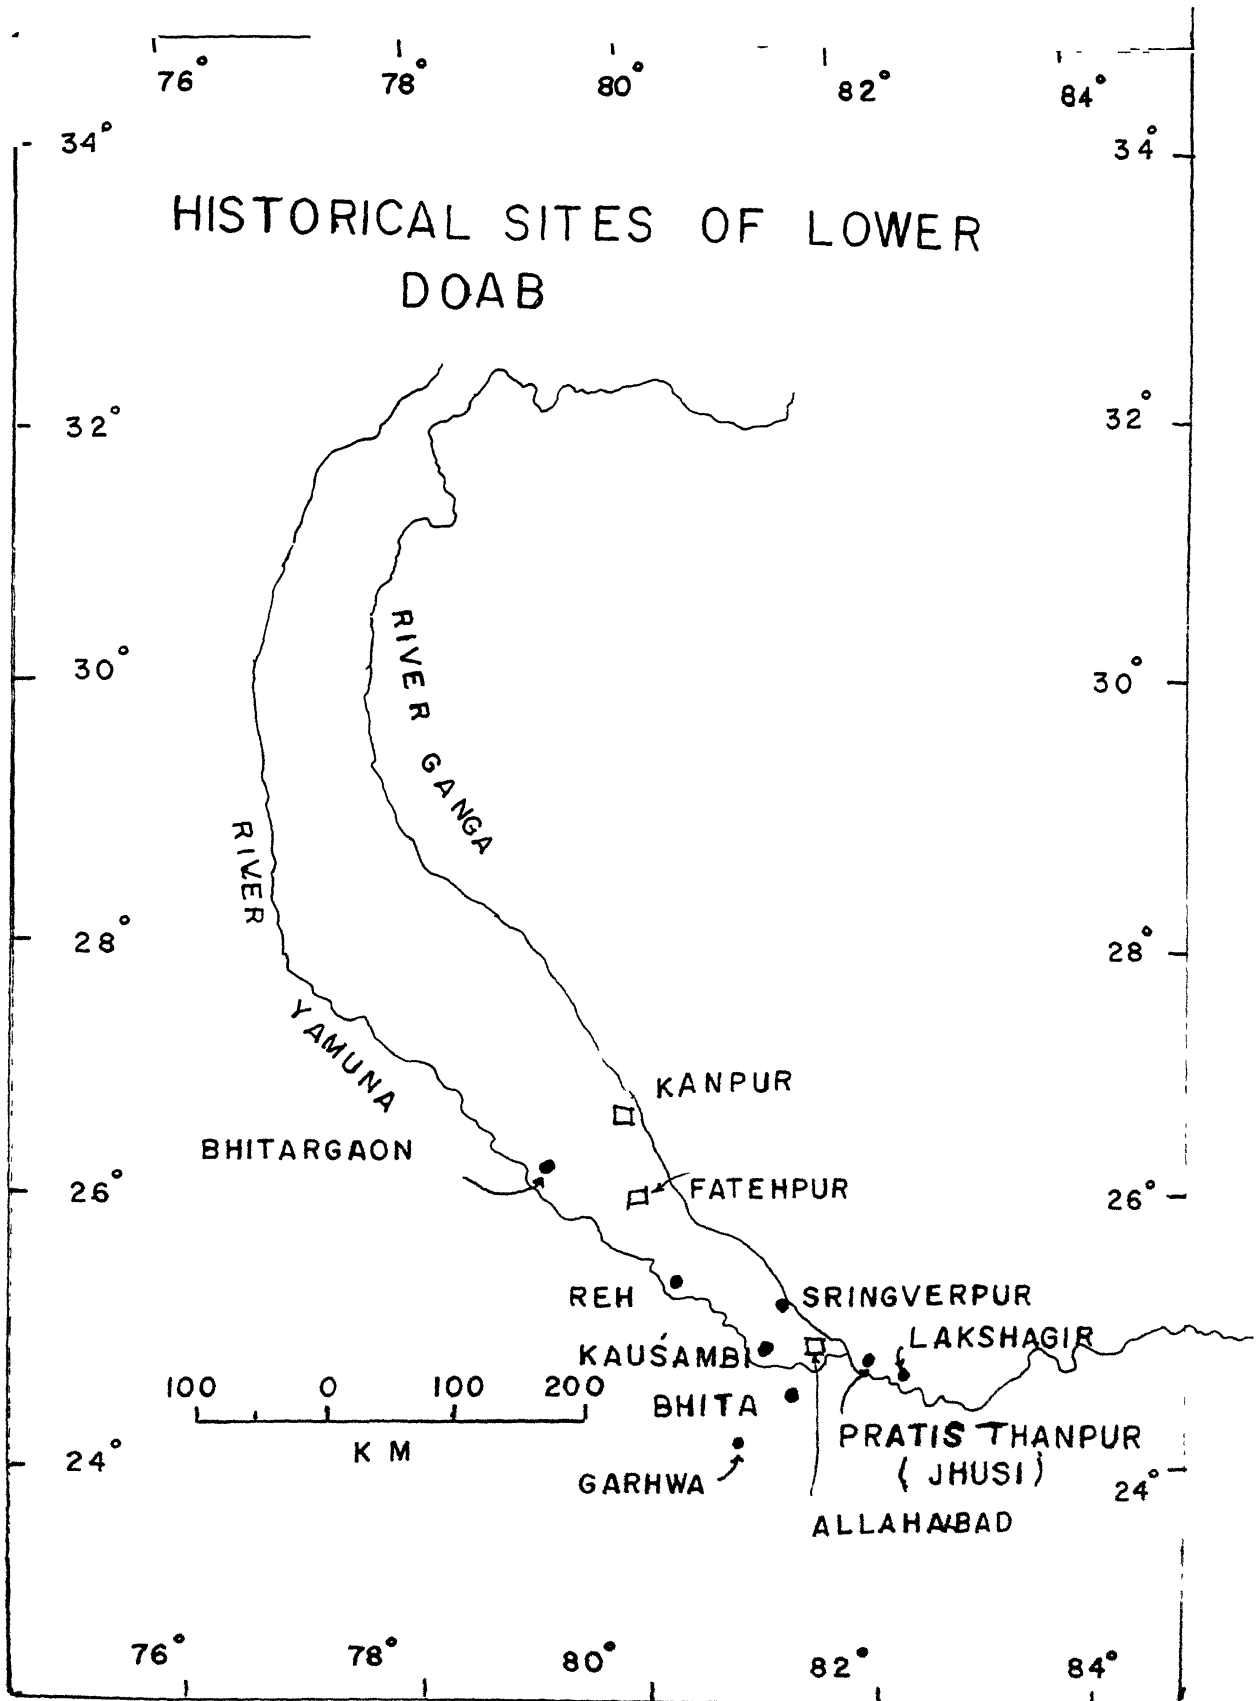 76° 78° 80° 82° 84°
34° 34°
HISTORICAL SITES OF LOWER
DOAB
32° 32°
30° 30°
RIVER GANGA
RIVER YAMUNA
28° 28°
KANPUR
BHITARGAON
26° 26°
FATEHPUR
REH
SRINGVERPUR
LAKSHAGIR
KAUŚAMBI
100 0 100 200
KM
BHITA
PRATIS THANPUR
(JHUSI)
24° 24°
GARHWA
ALLAHABAD
76° 78° 80° 82° 84°